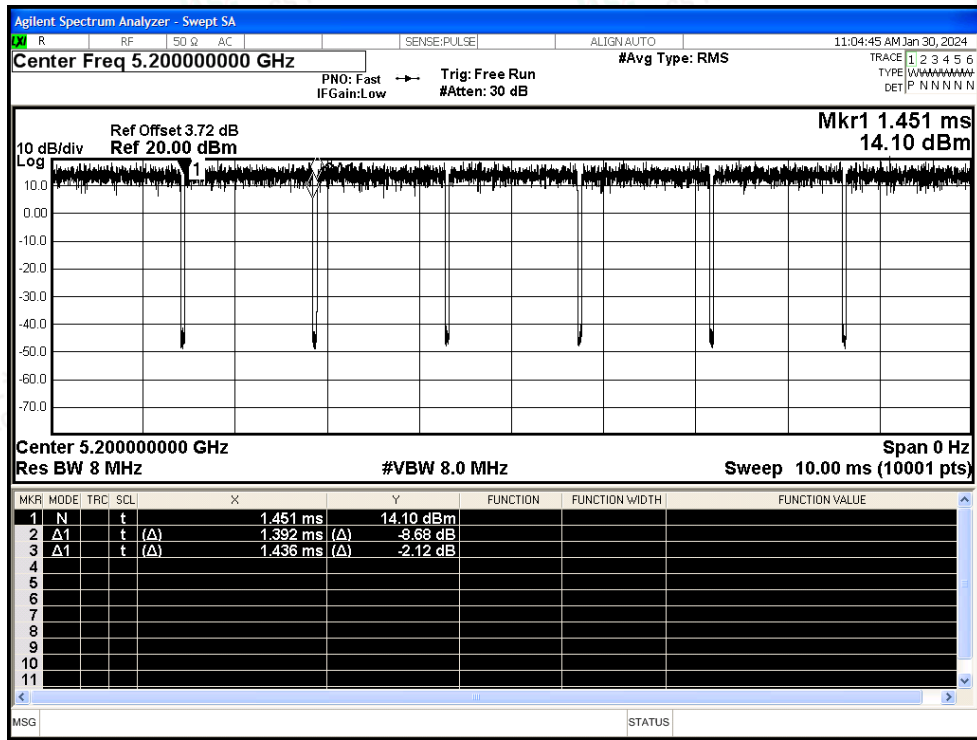 Agilent Spectrum Analyzer - Swept SA
LXI R RF 50 Ω AC SENSE:PULSE ALIGN AUTO 11:04:45 AM Jan 30, 2024
Center Freq 5.200000000 GHz #Avg Type: RMS TRACE 1 2 3 4 5 6
PNO: Fast Trig: Free Run TYPE WWWWWW
IFGain:Low #Atten: 30 dB DET P N N N N N
Mkr1 1.451 ms
Ref Offset 3.72 dB
10 dB/div Ref 20.00 dBm 14.10 dBm
Log
1
10.0
0.00
-10.0
-20.0
-30.0
-40.0
-50.0
-60.0
-70.0
Center 5.200000000 GHz Span 0 Hz
Res BW 8 MHz #VBW 8.0 MHz Sweep 10.00 ms (10001 pts)
MKR MODE TRC SCL X Y FUNCTION FUNCTION WIDTH FUNCTION VALUE
1 N t 1.451 ms 14.10 dBm
2 Δ1 t (Δ) 1.392 ms (Δ) -8.68 dB
3 Δ1 t (Δ) 1.436 ms (Δ) -2.12 dB
4
5
6
7
8
9
10
11
MSG STATUS